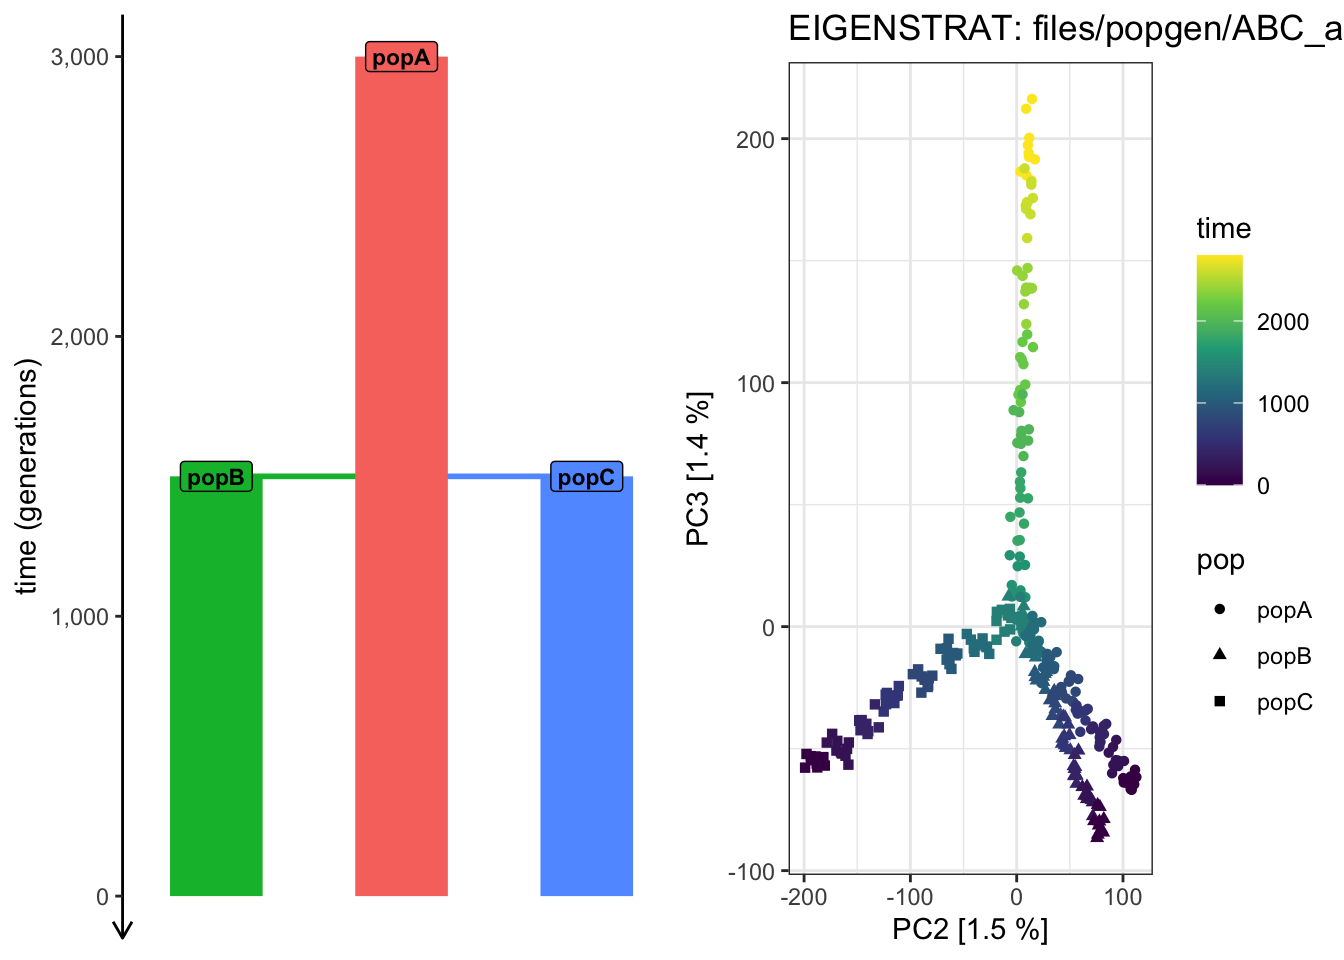 3,000
2,000
1,000
0
time (generations)
popA
popB
popC
EIGENSTRAT: files/popgen/ABC_a
200
100
0
-100
PC3 [1.4 %]
-200
-100
0
100
PC2 [1.5 %]
time
2000
1000
0
pop
popA
popB
popC